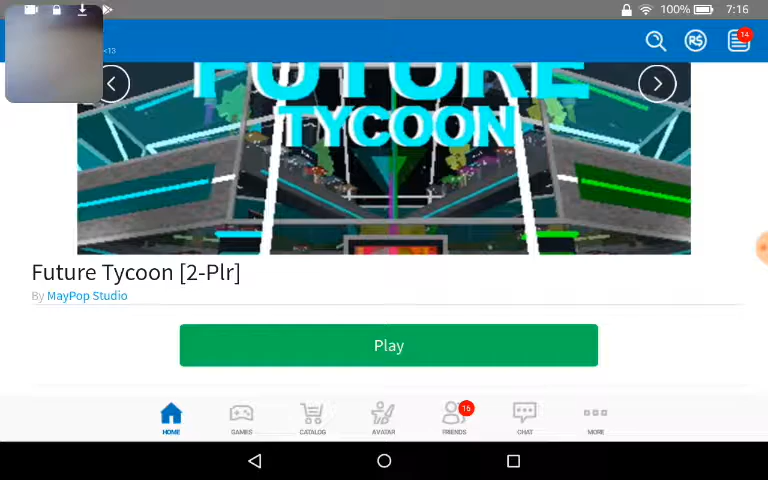 100% 7:16
<13
R$ 14
FUTURE
TYCOON
Future Tycoon [2-Plr]
By MayPop Studio
Play
16
HOME GAMES CATALOG AVATAR FRIENDS CHAT MORE